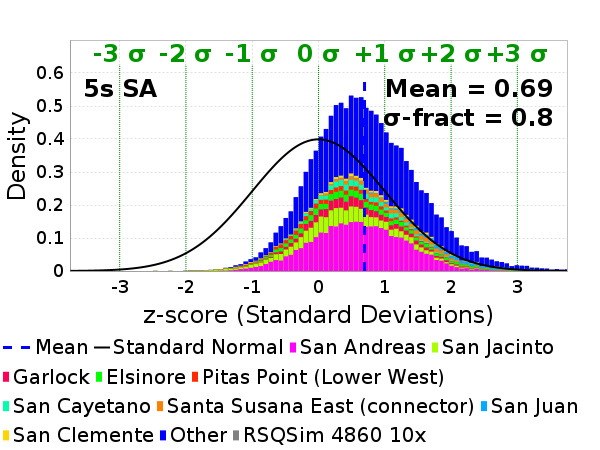 -3 σ -2 σ -1 σ 0 σ +1 σ +2 σ +3 σ
5s SA
Mean = 0.69
σ-fract = 0.8
Density
0.6
0.5
0.4
0.3
0.2
0.1
0
-3 -2 -1 0 1 2 3
z-score (Standard Deviations)
Mean Standard Normal San Andreas San Jacinto
Garlock Elsinore Pitas Point (Lower West)
San Cayetano Santa Susana East (connector) San Juan
San Clemente Other RSQSim 4860 10x